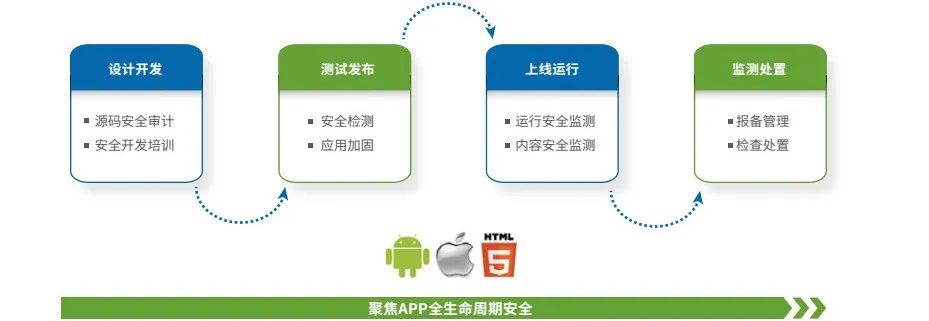 设计开发
源码安全审计
安全开发培训
测试发布
安全检测
应用加固
上线运行
运行安全监测
内容安全监测
监测处置
报备管理
检查处置
HTML
5
聚焦APP全生命周期安全